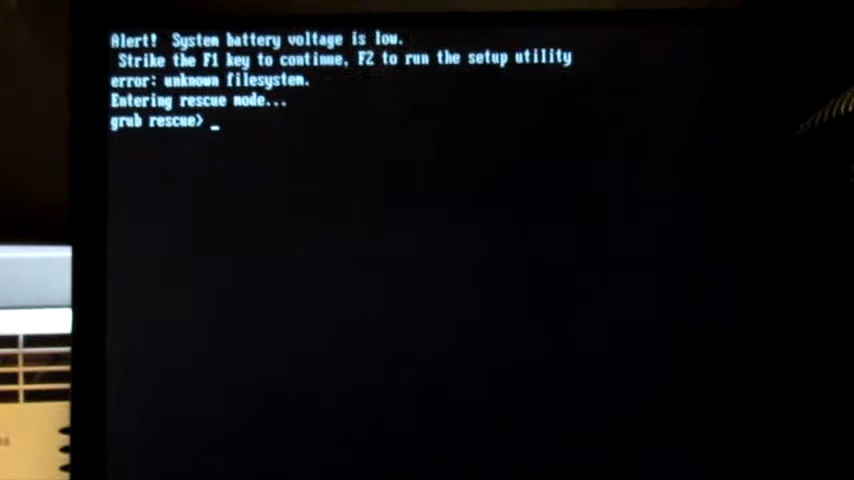 Alert!  System battery voltage is low.
 Strike the F1 key to continue, F2 to run the setup utility
error: unknown filesystem.
Entering rescue mode...
grub rescue> _